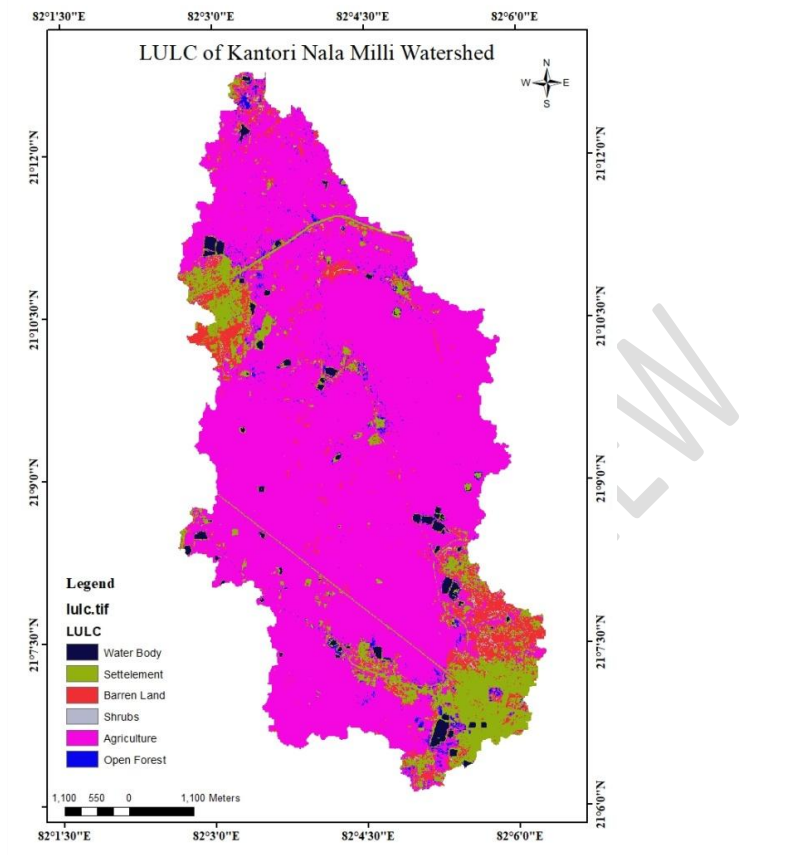 82°1'30"E 82°3'0"E 82°4'30"E 82°6'0"E
LULC of Kantori Nala Milli Watershed
N
W E
S
21°12'0"N 21°12'0"N
21°10'30"N 21°10'30"N
21°9'0"N 21°9'0"N
EW
Legend
lulc.tif
LULC
Water Body
Settelement
Barren Land
Shrubs
Agriculture
Open Forest
21°7'30"N 21°7'30"N
1,100 550 0 1,100 Meters
21°6'0"N
82°1'30"E 82°3'0"E 82°4'30"E 82°6'0"E